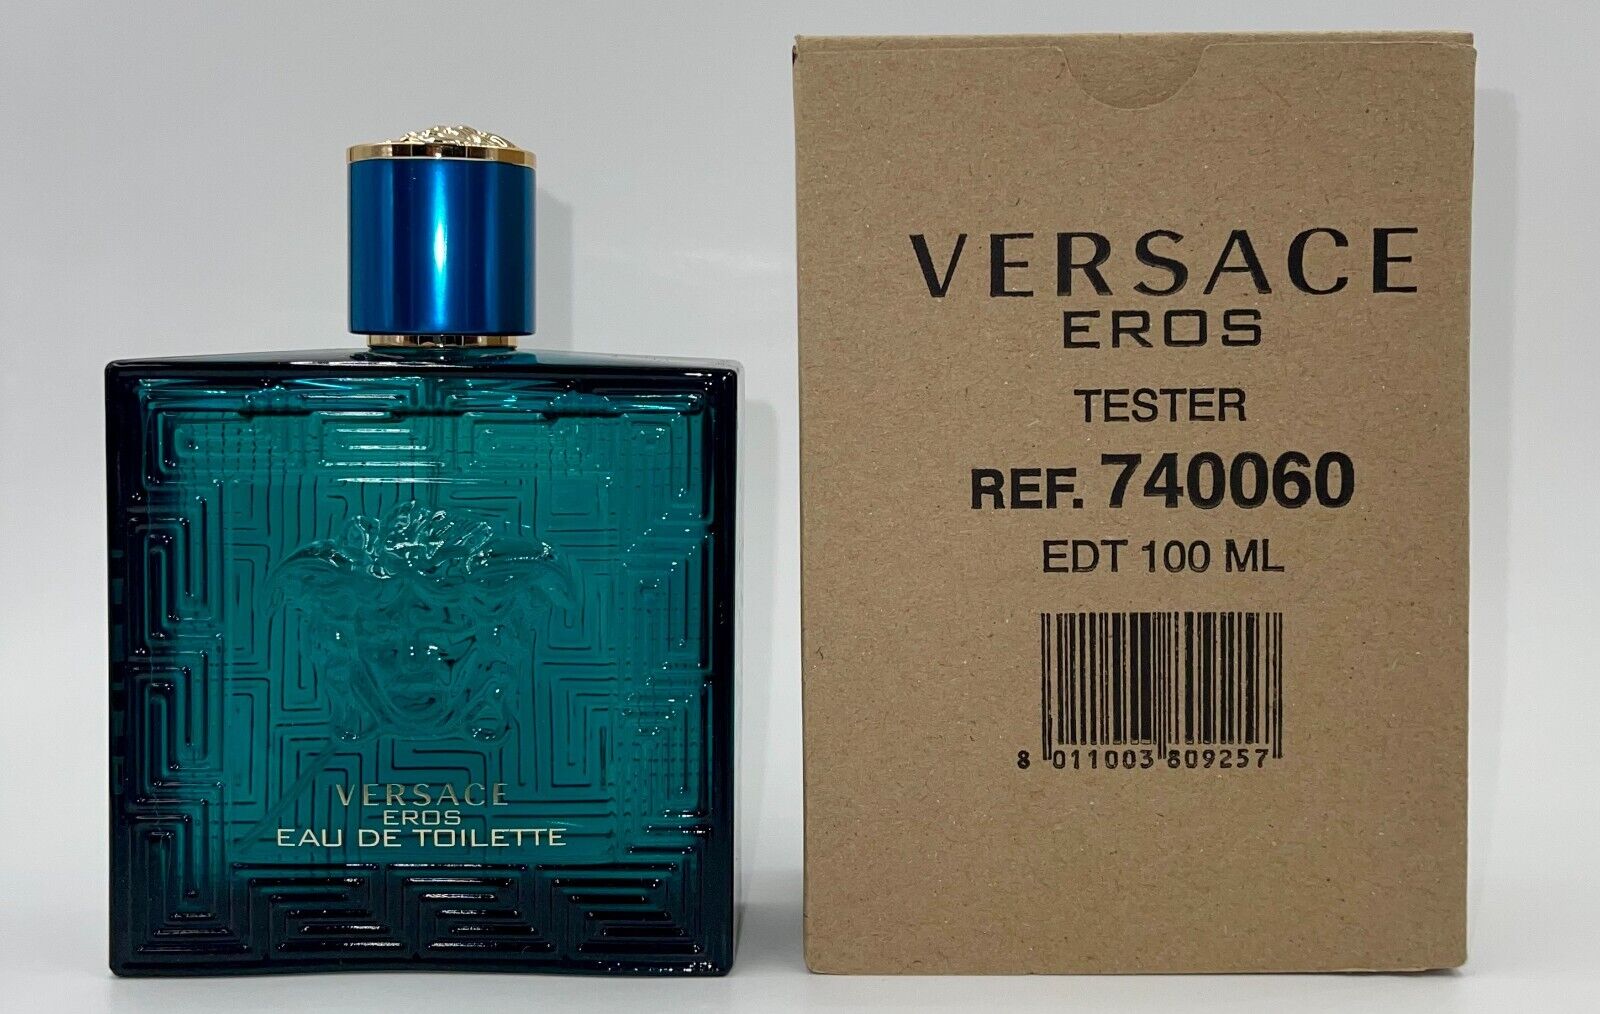 VERSACE
EROS
EAU DE TOILETTE
VERSACE
EROS
TESTER
REF. 740060
EDT 100 ML
8 011003 809257